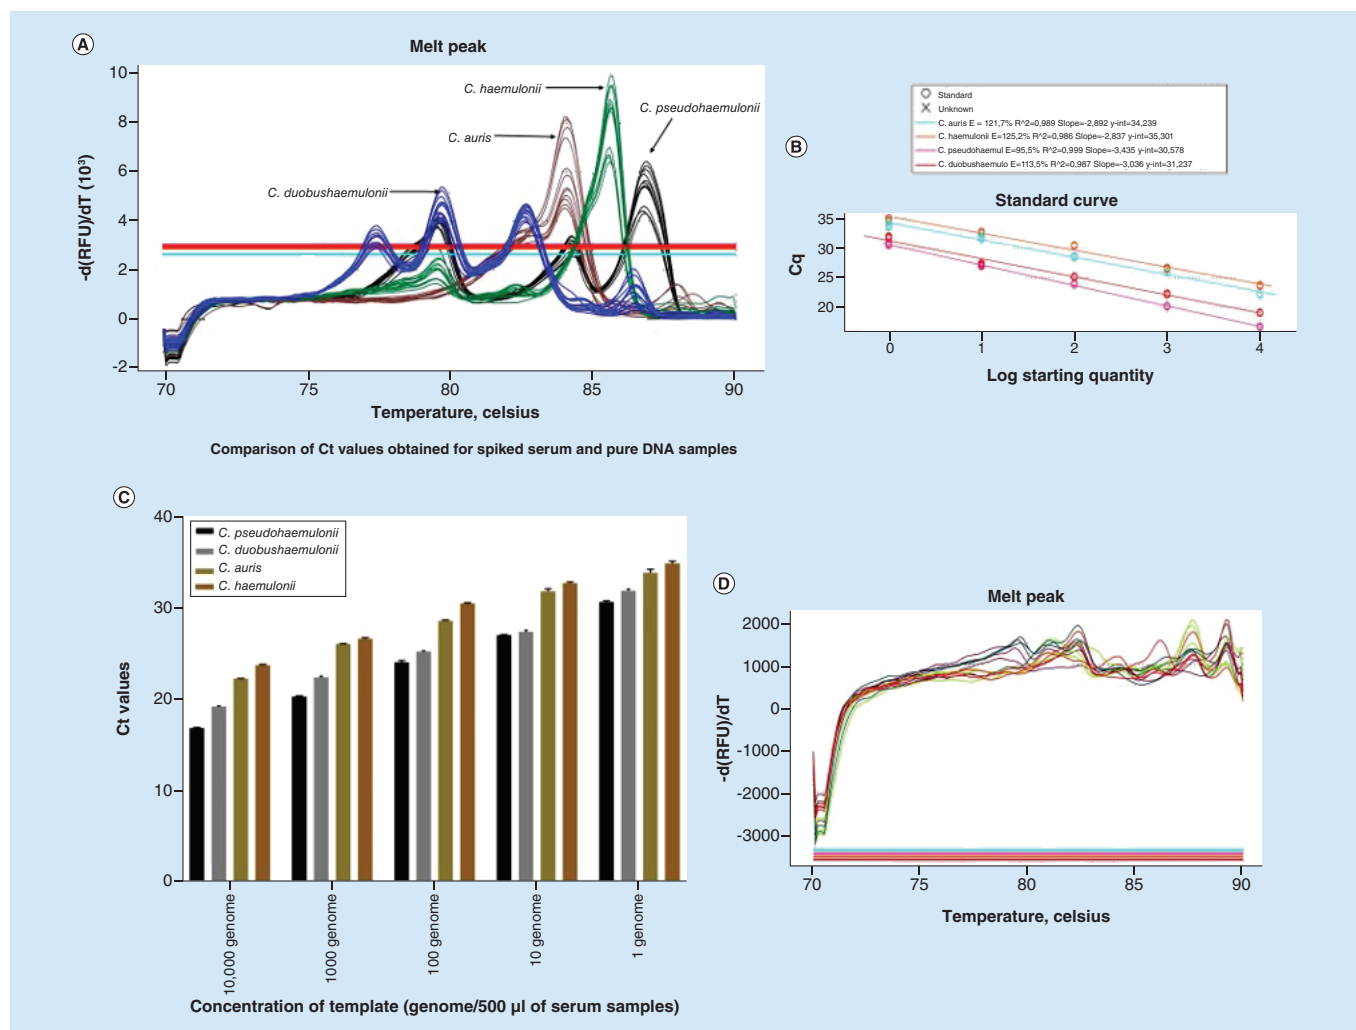 A
Melt peak
10
8
6
4
2
0
-2
-d(RFU)/dT (10³)
C. haemulonii
C. pseudohaemulonii
C. auris
C. duobushaemulonii
70
75
80
85
90
Temperature, celsius
B
Standard
Unknown
C. auris E = 121,7% R^2=0,989 Slope=-2,892 y-int=34,239
C. haemulonii E=125,2% R^2=0,986 Slope=-2,837 y-int=35,301
C. pseudohaemul E=95,5% R^2=0,999 Slope=-3,435 y-int=30,578
C. duobushaemulo E=113,5% R^2=0,987 Slope=-3,036 y-int=31,237
Standard curve
35
30
25
20
Cq
0
1
2
3
4
Log starting quantity
Comparison of Ct values obtained for spiked serum and pure DNA samples
C
40
30
20
10
0
Ct values
C. pseudohaemulonii
C. duobushaemulonii
C. auris
C. haemulonii
10,000 genome
1000 genome
100 genome
10 genome
1 genome
Concentration of template (genome/500 µl of serum samples)
D
Melt peak
2000
1000
0
-1000
-2000
-3000
-d(RFU)/dT
70
75
80
85
90
Temperature, celsius